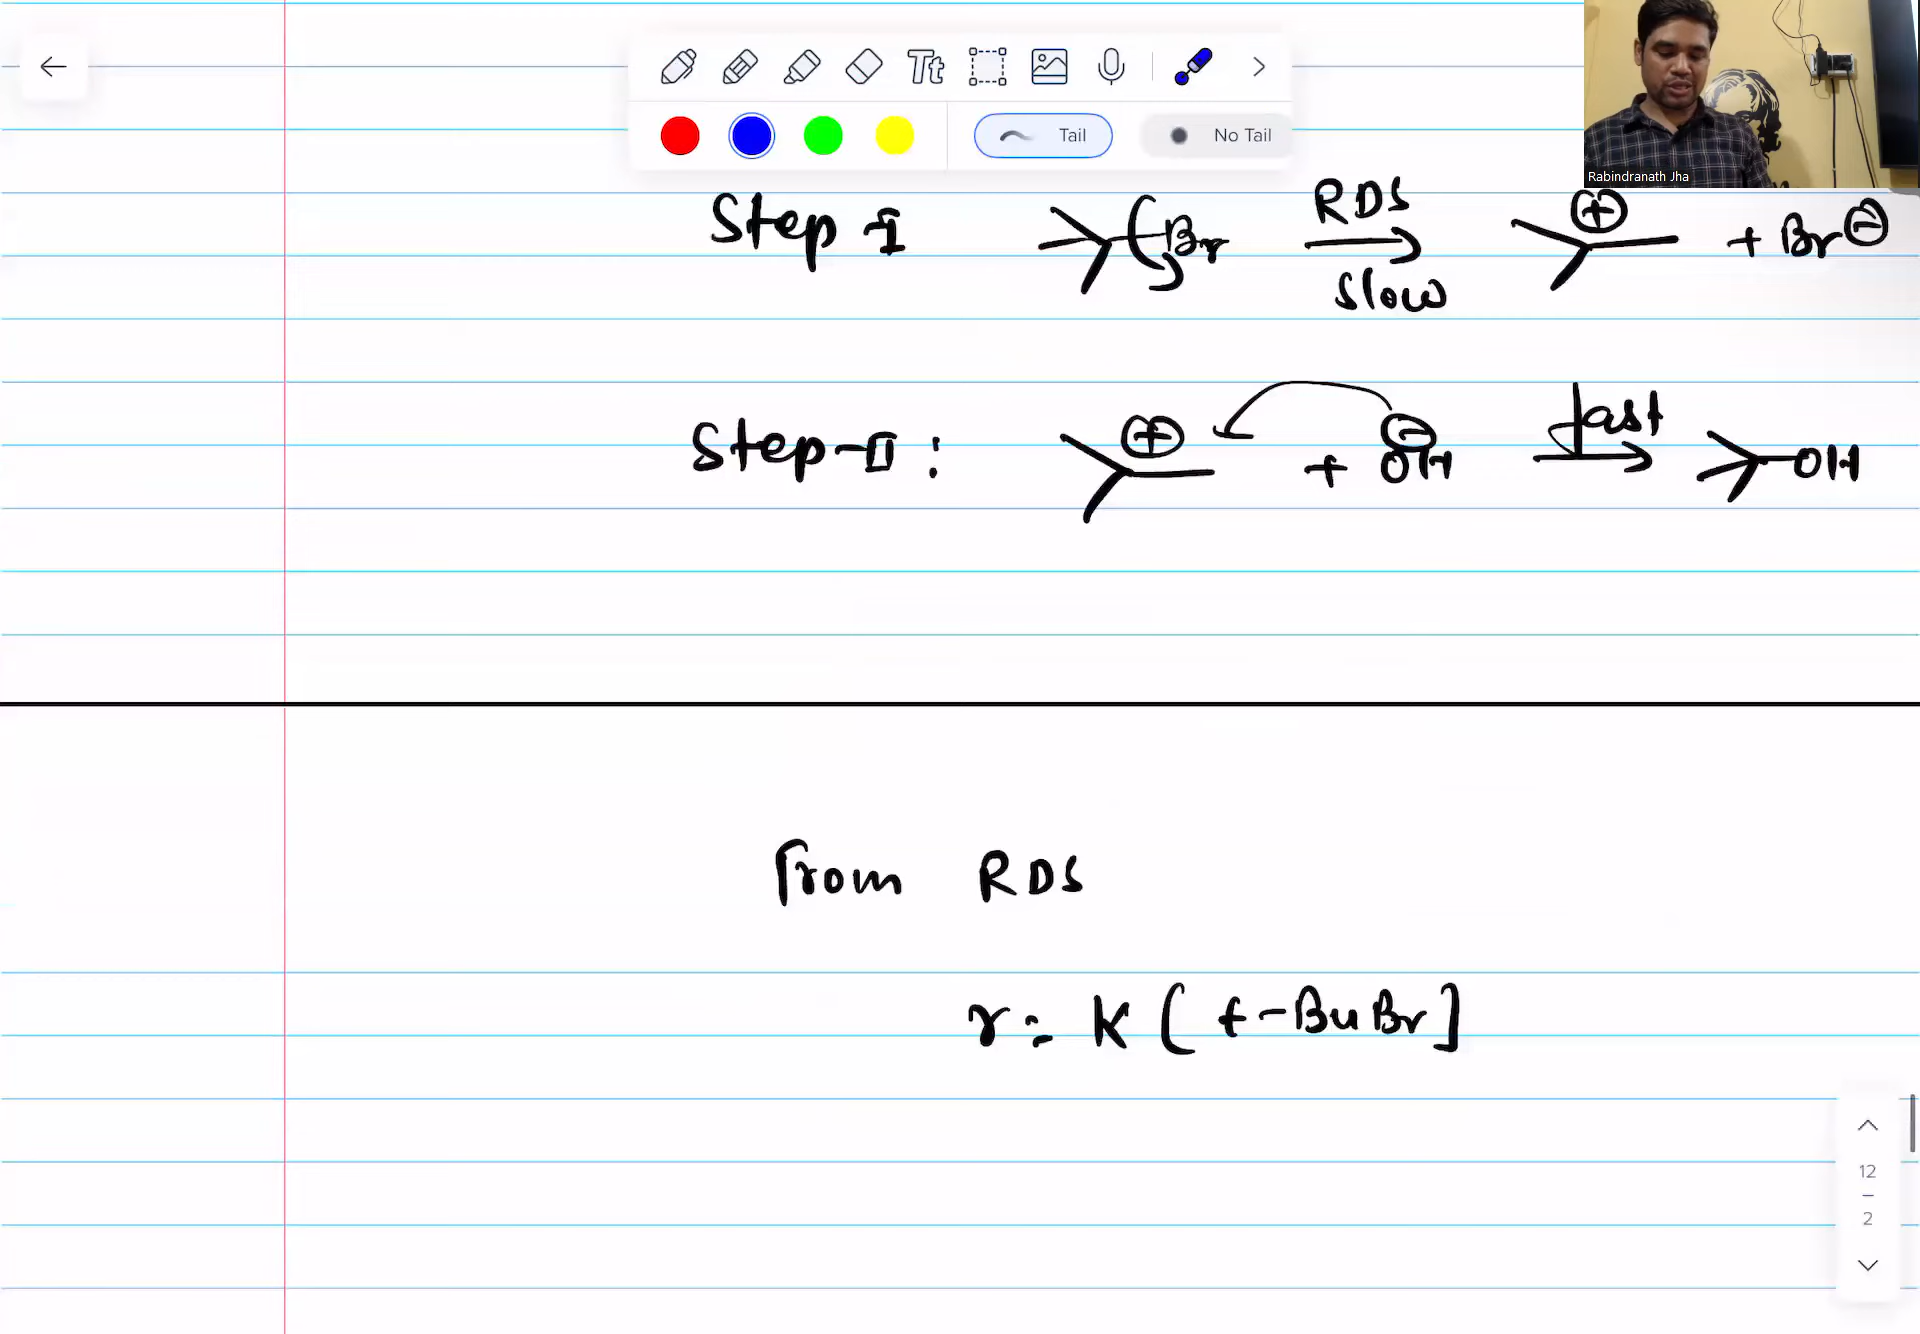 Tt
Tail
No Tail
Rabindranath Jha
Step I
Br
RDS
slow
⊕
+ Br⊖
Step-II :
⊕
+ ⊖OH
fast
OH
From RDS
r = K [ t-BuBr ]
12
2